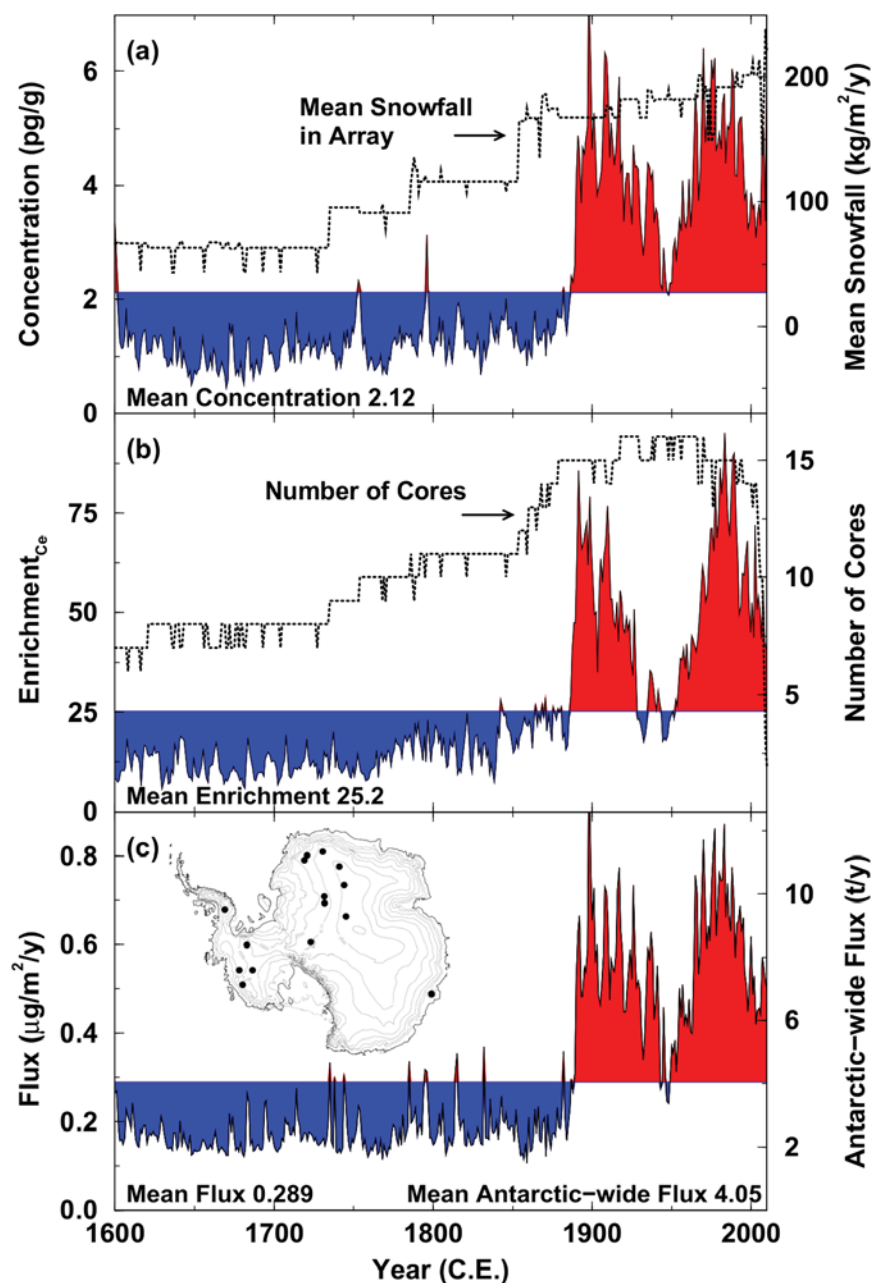 (a)
Mean Snowfall
in Array
Concentration (pg/g)
6
4
2
0
Mean Snowfall (kg/m²/y)
200
100
0
Mean Concentration 2.12
(b)
Number of Cores
Enrichment_Ce
75
50
25
0
Number of Cores
15
10
5
Mean Enrichment 25.2
(c)
Flux (μg/m²/y)
0.8
0.6
0.4
0.2
0.0
Antarctic−wide Flux (t/y)
10
6
2
Mean Flux 0.289
Mean Antarctic−wide Flux 4.05
1600 1700 1800 1900 2000
Year (C.E.)